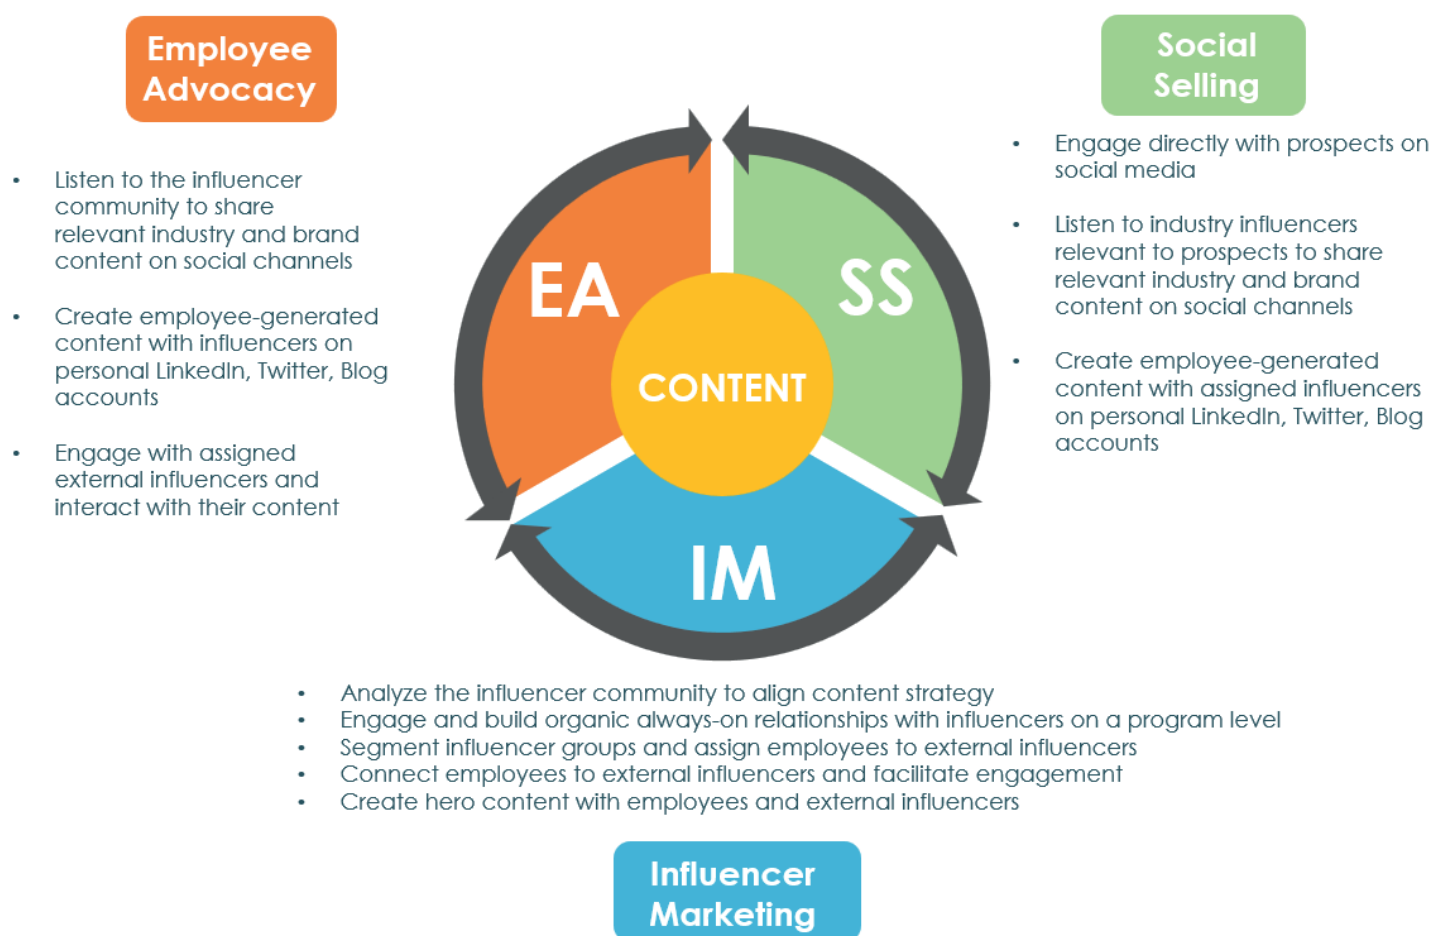 Employee
Advocacy
• Listen to the influencer
community to share
relevant industry and brand
content on social channels
• Create employee-generated
content with influencers on
personal LinkedIn, Twitter, Blog
accounts
• Engage with assigned
external influencers and
interact with their content
Social
Selling
• Engage directly with prospects on
social media
• Listen to industry influencers
relevant to prospects to share
relevant industry and brand
content on social channels
• Create employee-generated
content with assigned influencers
on personal LinkedIn, Twitter, Blog
accounts
EA
SS
CONTENT
IM
• Analyze the influencer community to align content strategy
• Engage and build organic always-on relationships with influencers on a program level
• Segment influencer groups and assign employees to external influencers
• Connect employees to external influencers and facilitate engagement
• Create hero content with employees and external influencers
Influencer
Marketing